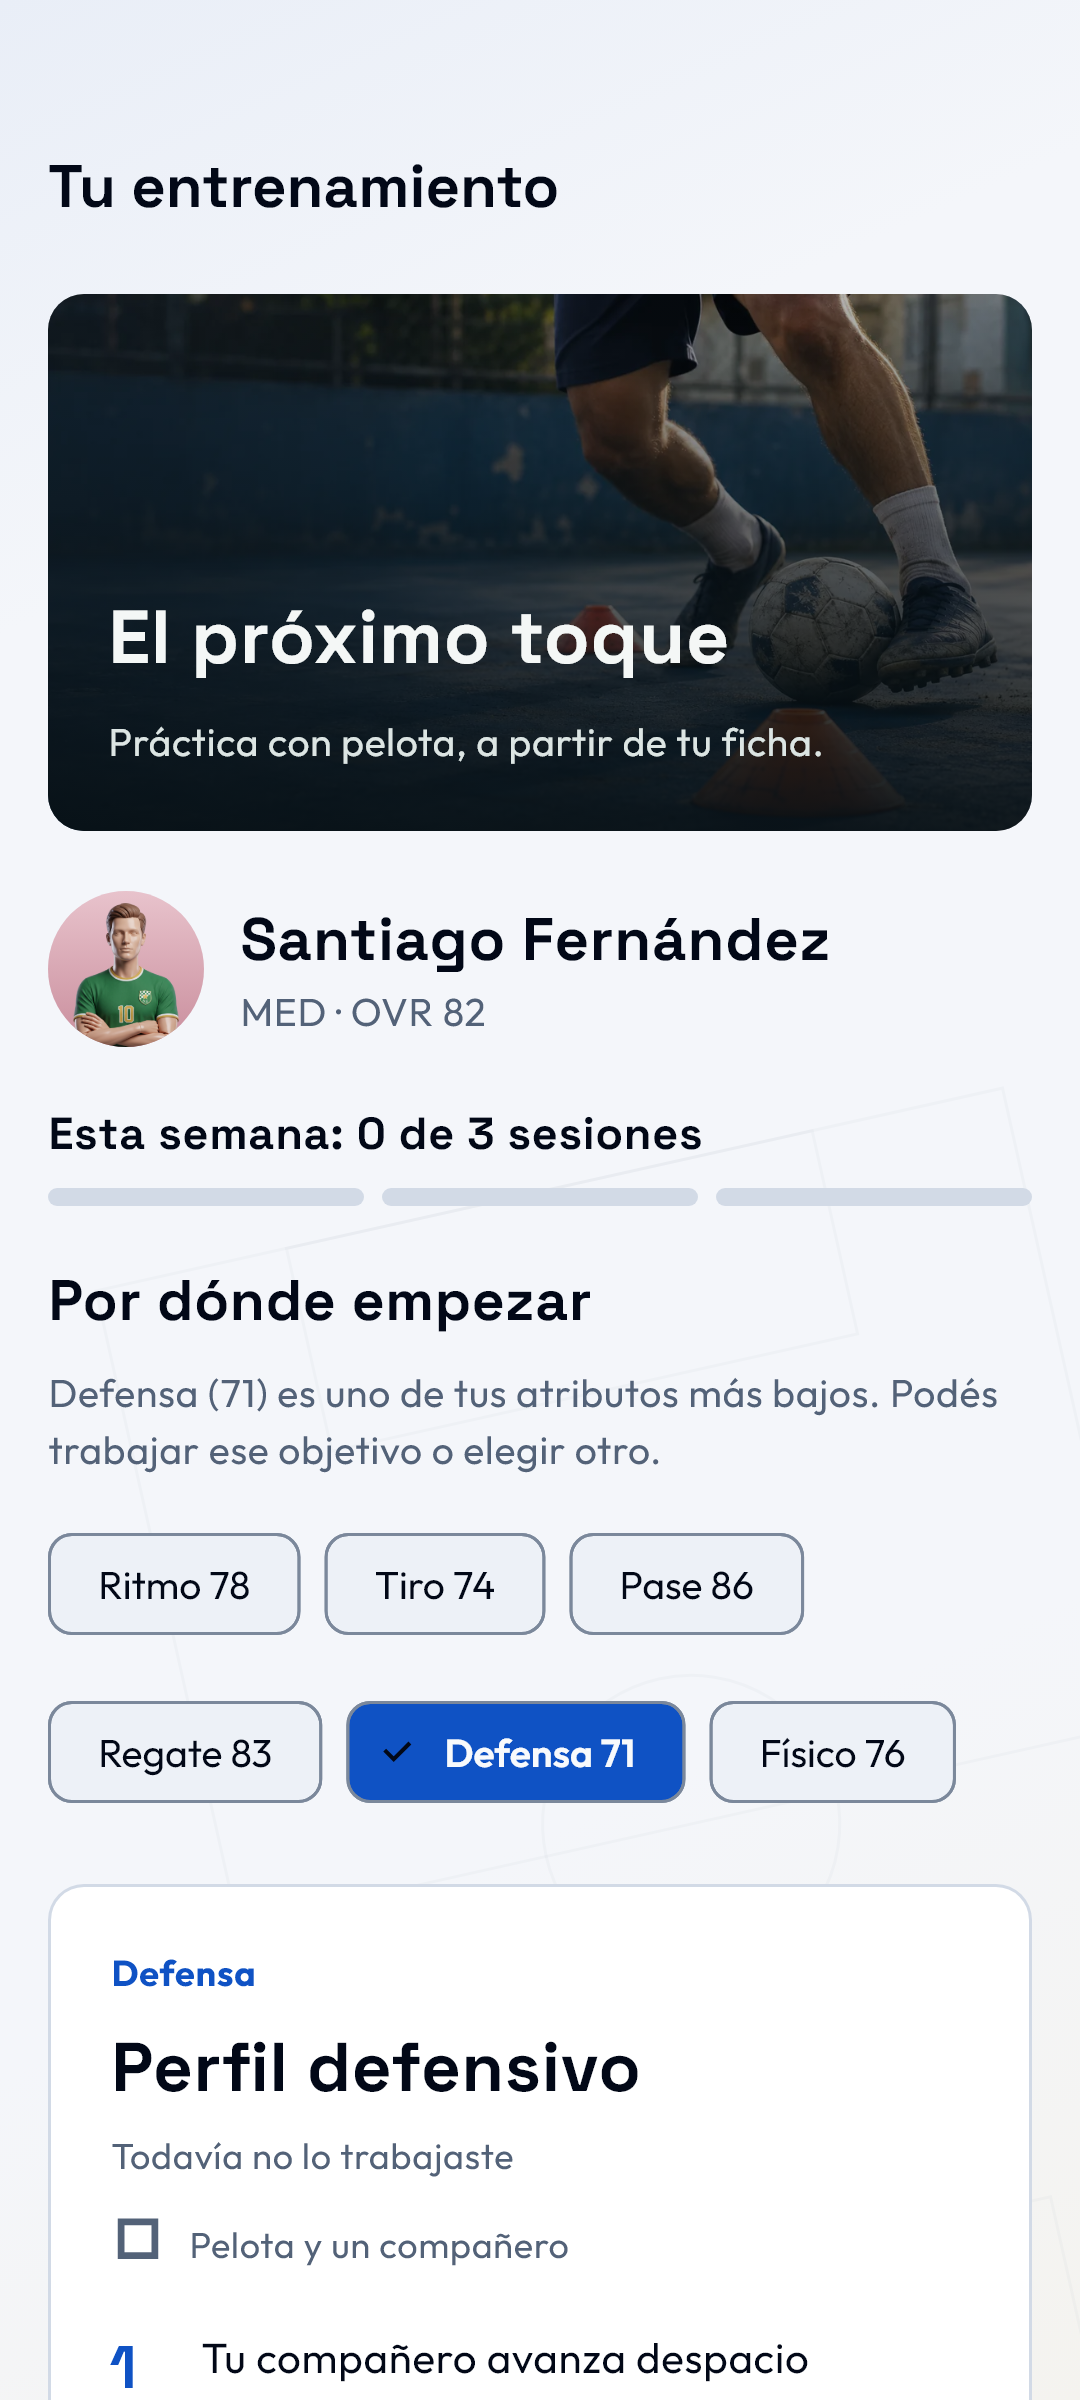 Tu entrenamiento
El próximo toque
Práctica con pelota, a partir de tu ficha.
10
Santiago Fernández
MED · OVR 82
Esta semana: 0 de 3 sesiones
Por dónde empezar
Defensa (71) es uno de tus atributos más bajos. Podés
trabajar ese objetivo o elegir otro.
Ritmo 78
Tiro 74
Pase 86
Regate 83
Defensa 71
Físico 76
Defensa
Perfil defensivo
Todavía no lo trabajaste
Pelota y un compañero
1 Tu compañero avanza despacio